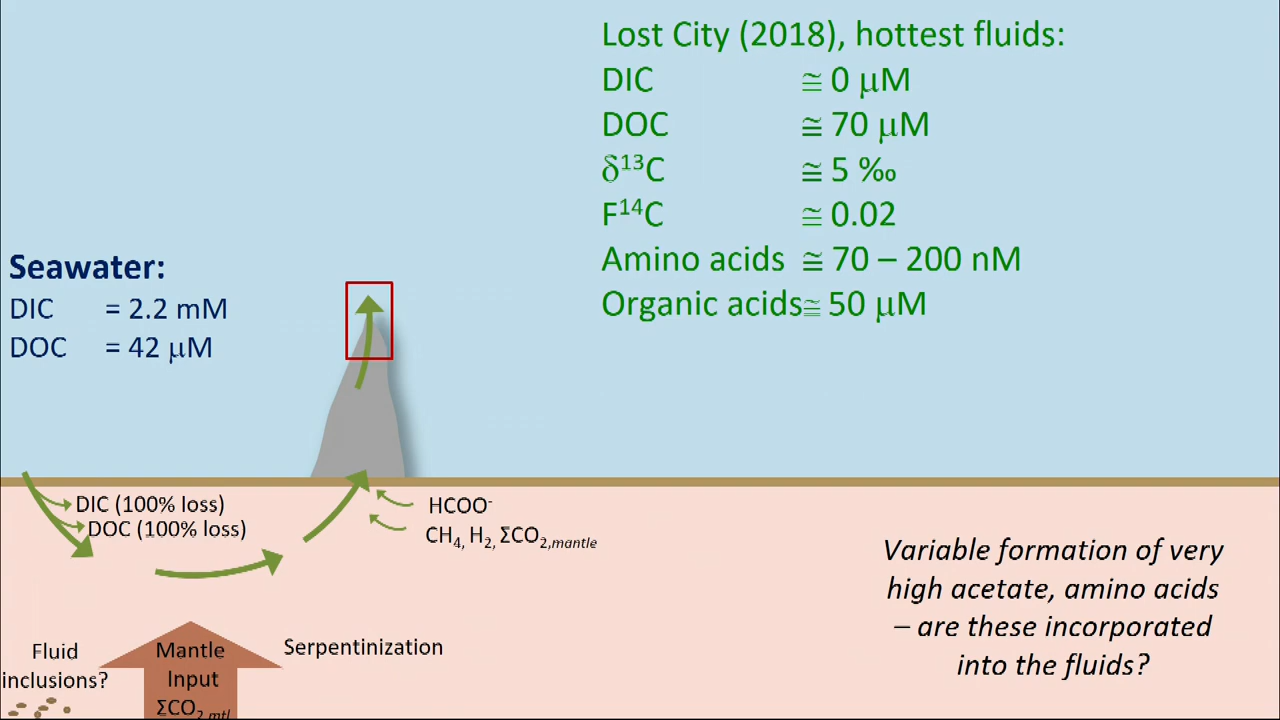 Lost City (2018), hottest fluids:
DIC ≅ 0 μM
DOC ≅ 70 μM
δ¹³C ≅ 5 ‰
F¹⁴C ≅ 0.02
Amino acids ≅ 70 – 200 nM
Organic acids≅ 50 μM
Seawater:
DIC = 2.2 mM
DOC = 42 μM
DIC (100% loss)
DOC (100% loss)
HCOO⁻
CH₄, H₂, ΣCO₂,mantle
Variable formation of very
high acetate, amino acids
– are these incorporated
into the fluids?
Serpentinization
Fluid
inclusions?
Mantle
Input
ΣCO₂,mtl